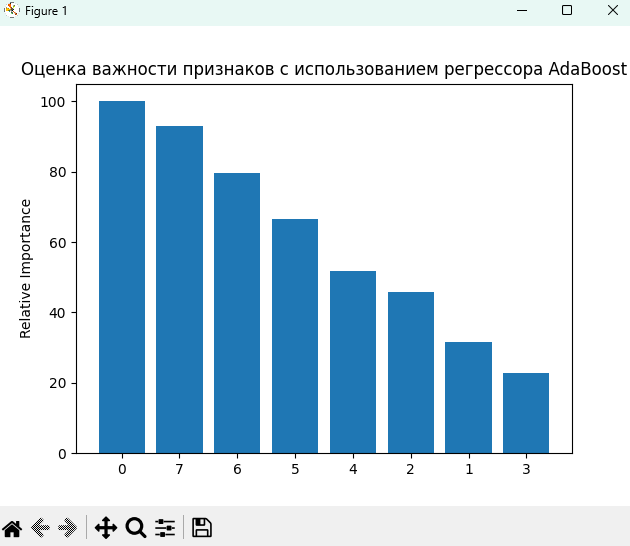 Figure 1
Оценка важности признаков с использованием регрессора AdaBoost
Relative Importance
100
80
60
40
20
0
0 7 6 5 4 2 1 3